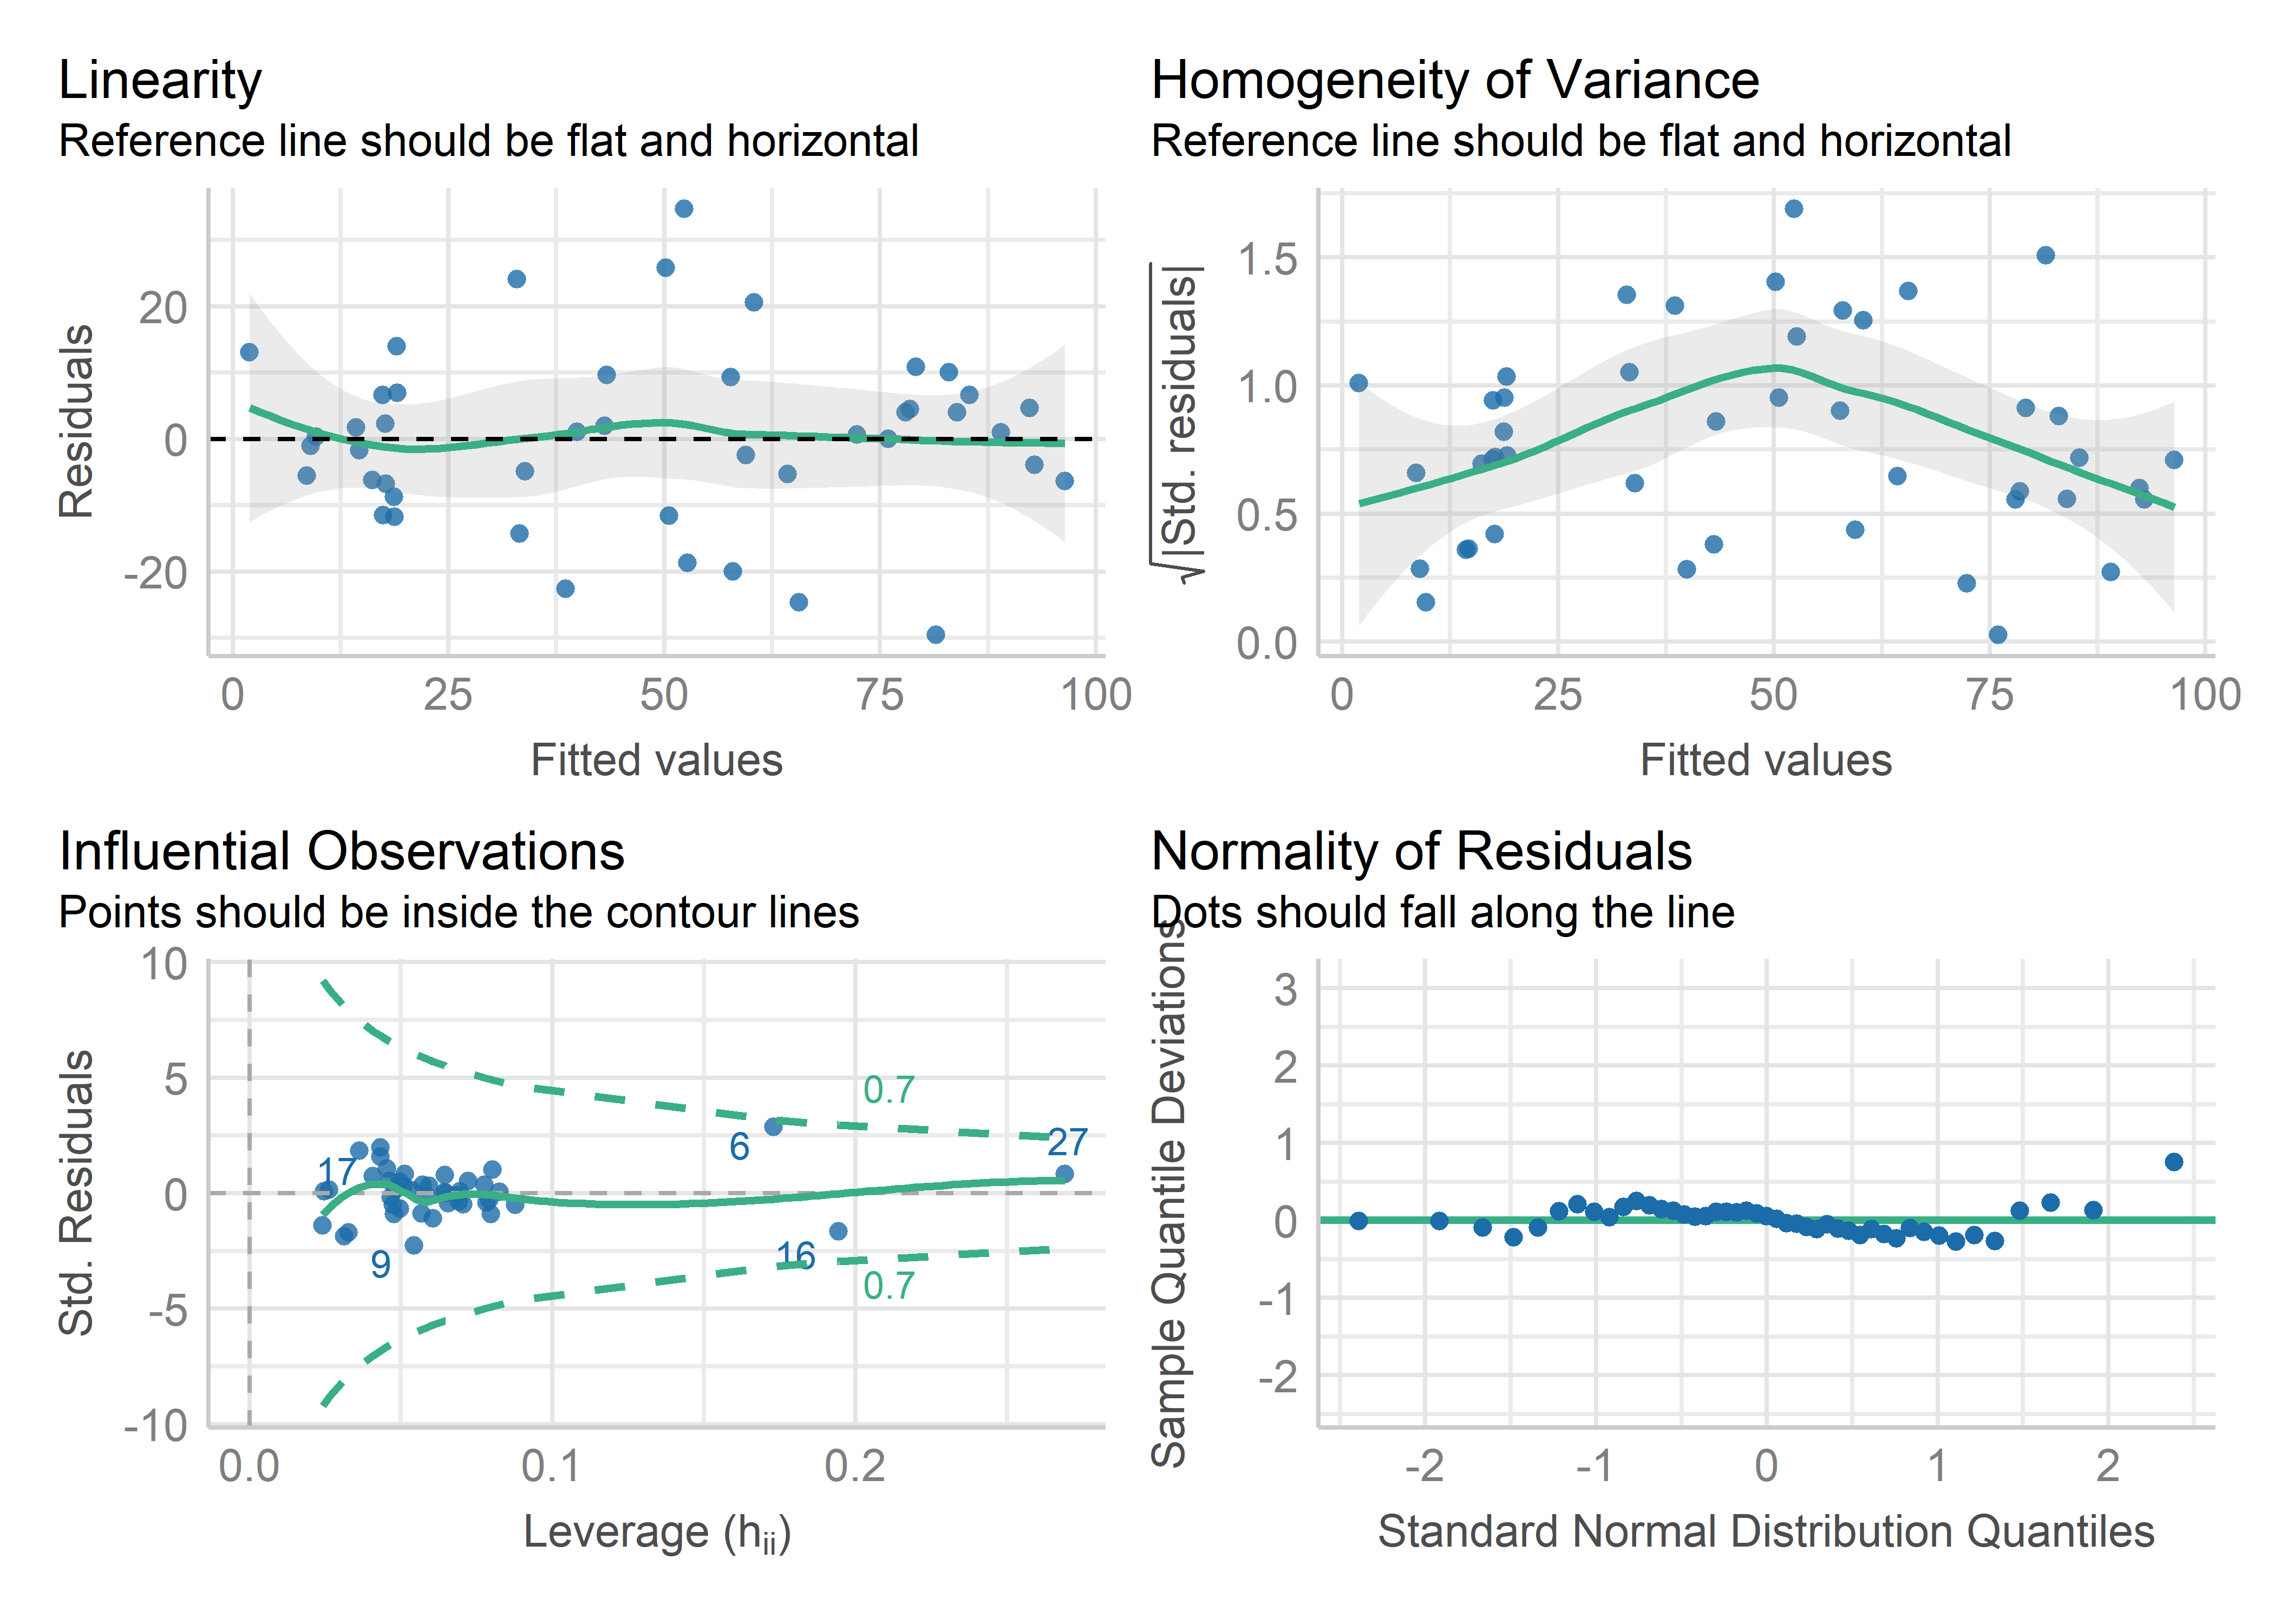 Linearity
Reference line should be flat and horizontal
Residuals
20
0
-20
0 25 50 75 100
Fitted values
Homogeneity of Variance
Reference line should be flat and horizontal
√|Std. residuals|
1.5
1.0
0.5
0.0
0 25 50 75 100
Fitted values
Influential Observations
Points should be inside the contour lines
Std. Residuals
10
5
0
-5
-10
0.7
27
6
17
9
16
0.7
0.0 0.1 0.2
Leverage (hᵢᵢ)
Normality of Residuals
Dots should fall along the line
Sample Quantile Deviations
3
2
1
0
-1
-2
-2 -1 0 1 2
Standard Normal Distribution Quantiles